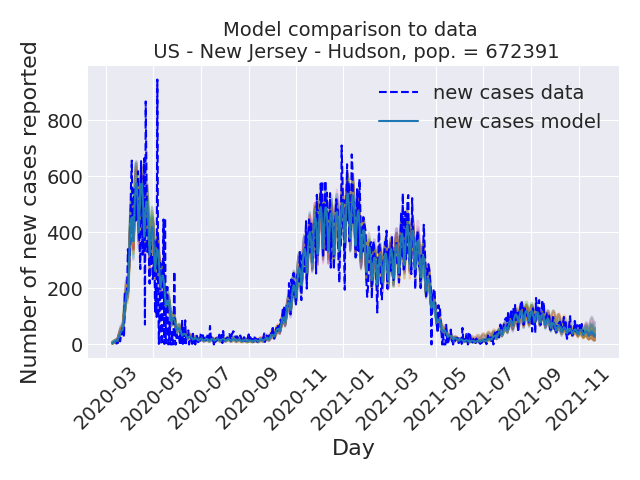 Model comparison to data
US - New Jersey - Hudson, pop. = 672391
Number of new cases reported
800
600
400
200
0
new cases data
new cases model
2020-03
2020-05
2020-07
2020-09
2020-11
2021-01
2021-03
2021-05
2021-07
2021-09
2021-11
Day